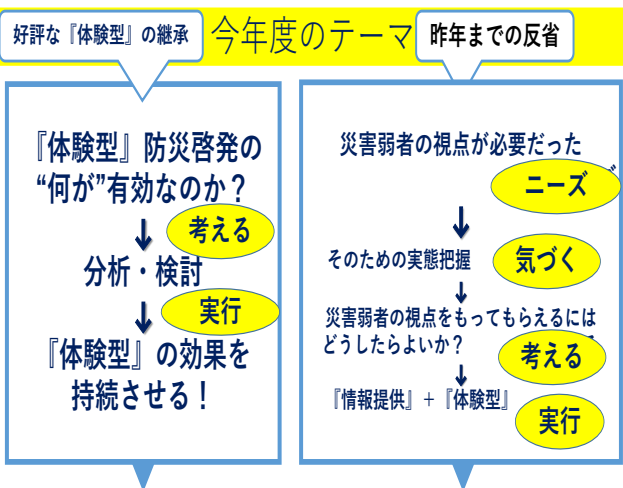 好評な『体験型』の継承
今年度のテーマ
昨年までの反省
『体験型』防災啓発の
“何が”有効なのか？
↓
考える
分析・検討
↓
実行
『体験型』の効果を
持続させる！
災害弱者の視点が必要だった
ニーズ
↓
そのための実態把握
気づく
↓
災害弱者の視点をもってもらえるには
どうしたらよいか？
考える
↓
『情報提供』＋『体験型』
実行